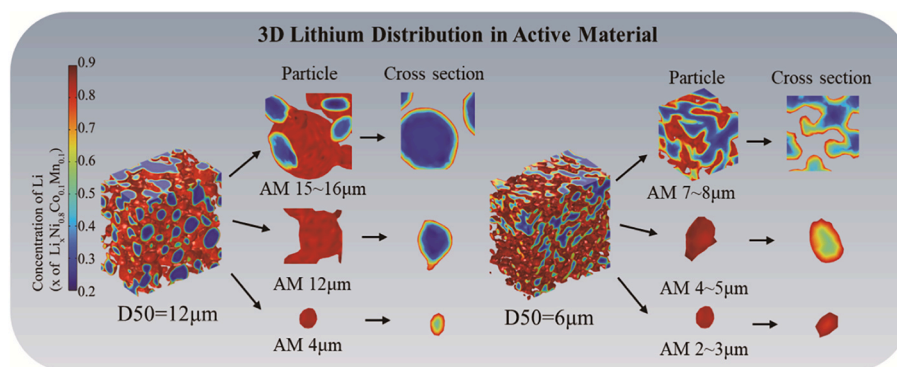 3D Lithium Distribution in Active Material
Concentration of Li
(x of LiₓNi₀.₈Co₀.₁Mn₀.₁)
0.9
0.8
0.7
0.6
0.5
0.4
0.3
0.2
D50=12μm
Particle
Cross section
AM 15~16μm
AM 12μm
AM 4μm
D50=6μm
Particle
Cross section
AM 7~8μm
AM 4~5μm
AM 2~3μm